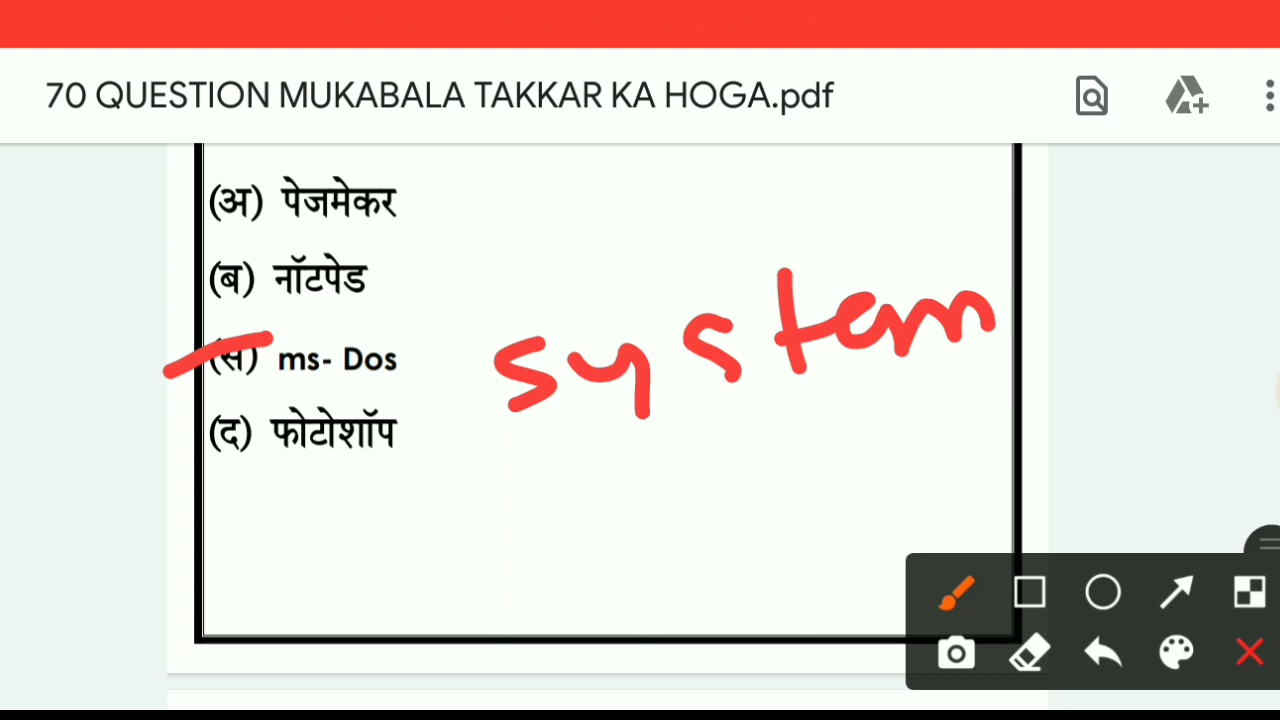 70 QUESTION MUKABALA TAKKAR KA HOGA.pdf
(अ) पेजमेकर
(ब) नॉटपेड
(स) ms- Dos
system
(द) फोटोशॉप